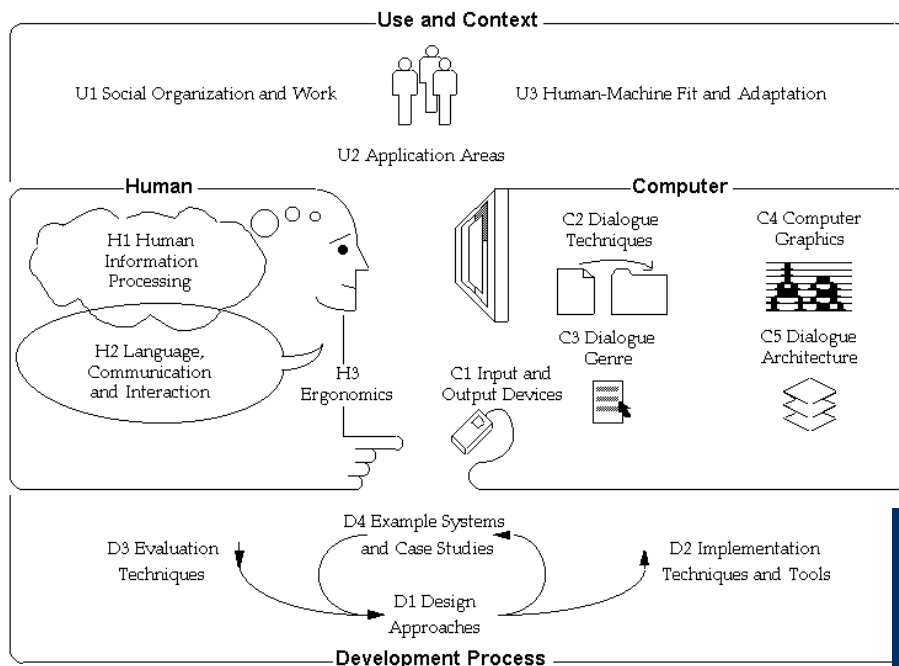 Use and Context
U1 Social Organization and Work
U3 Human-Machine Fit and Adaptation
U2 Application Areas
Human
H1 Human
Information
Processing
H2 Language,
Communication
and Interaction
H3
Ergonomics
Computer
C2 Dialogue
Techniques
C4 Computer
Graphics
C3 Dialogue
Genre
C5 Dialogue
Architecture
C1 Input and
Output Devices
D4 Example Systems
and Case Studies
D3 Evaluation
Techniques
D2 Implementation
Techniques and Tools
D1 Design
Approaches
Development Process